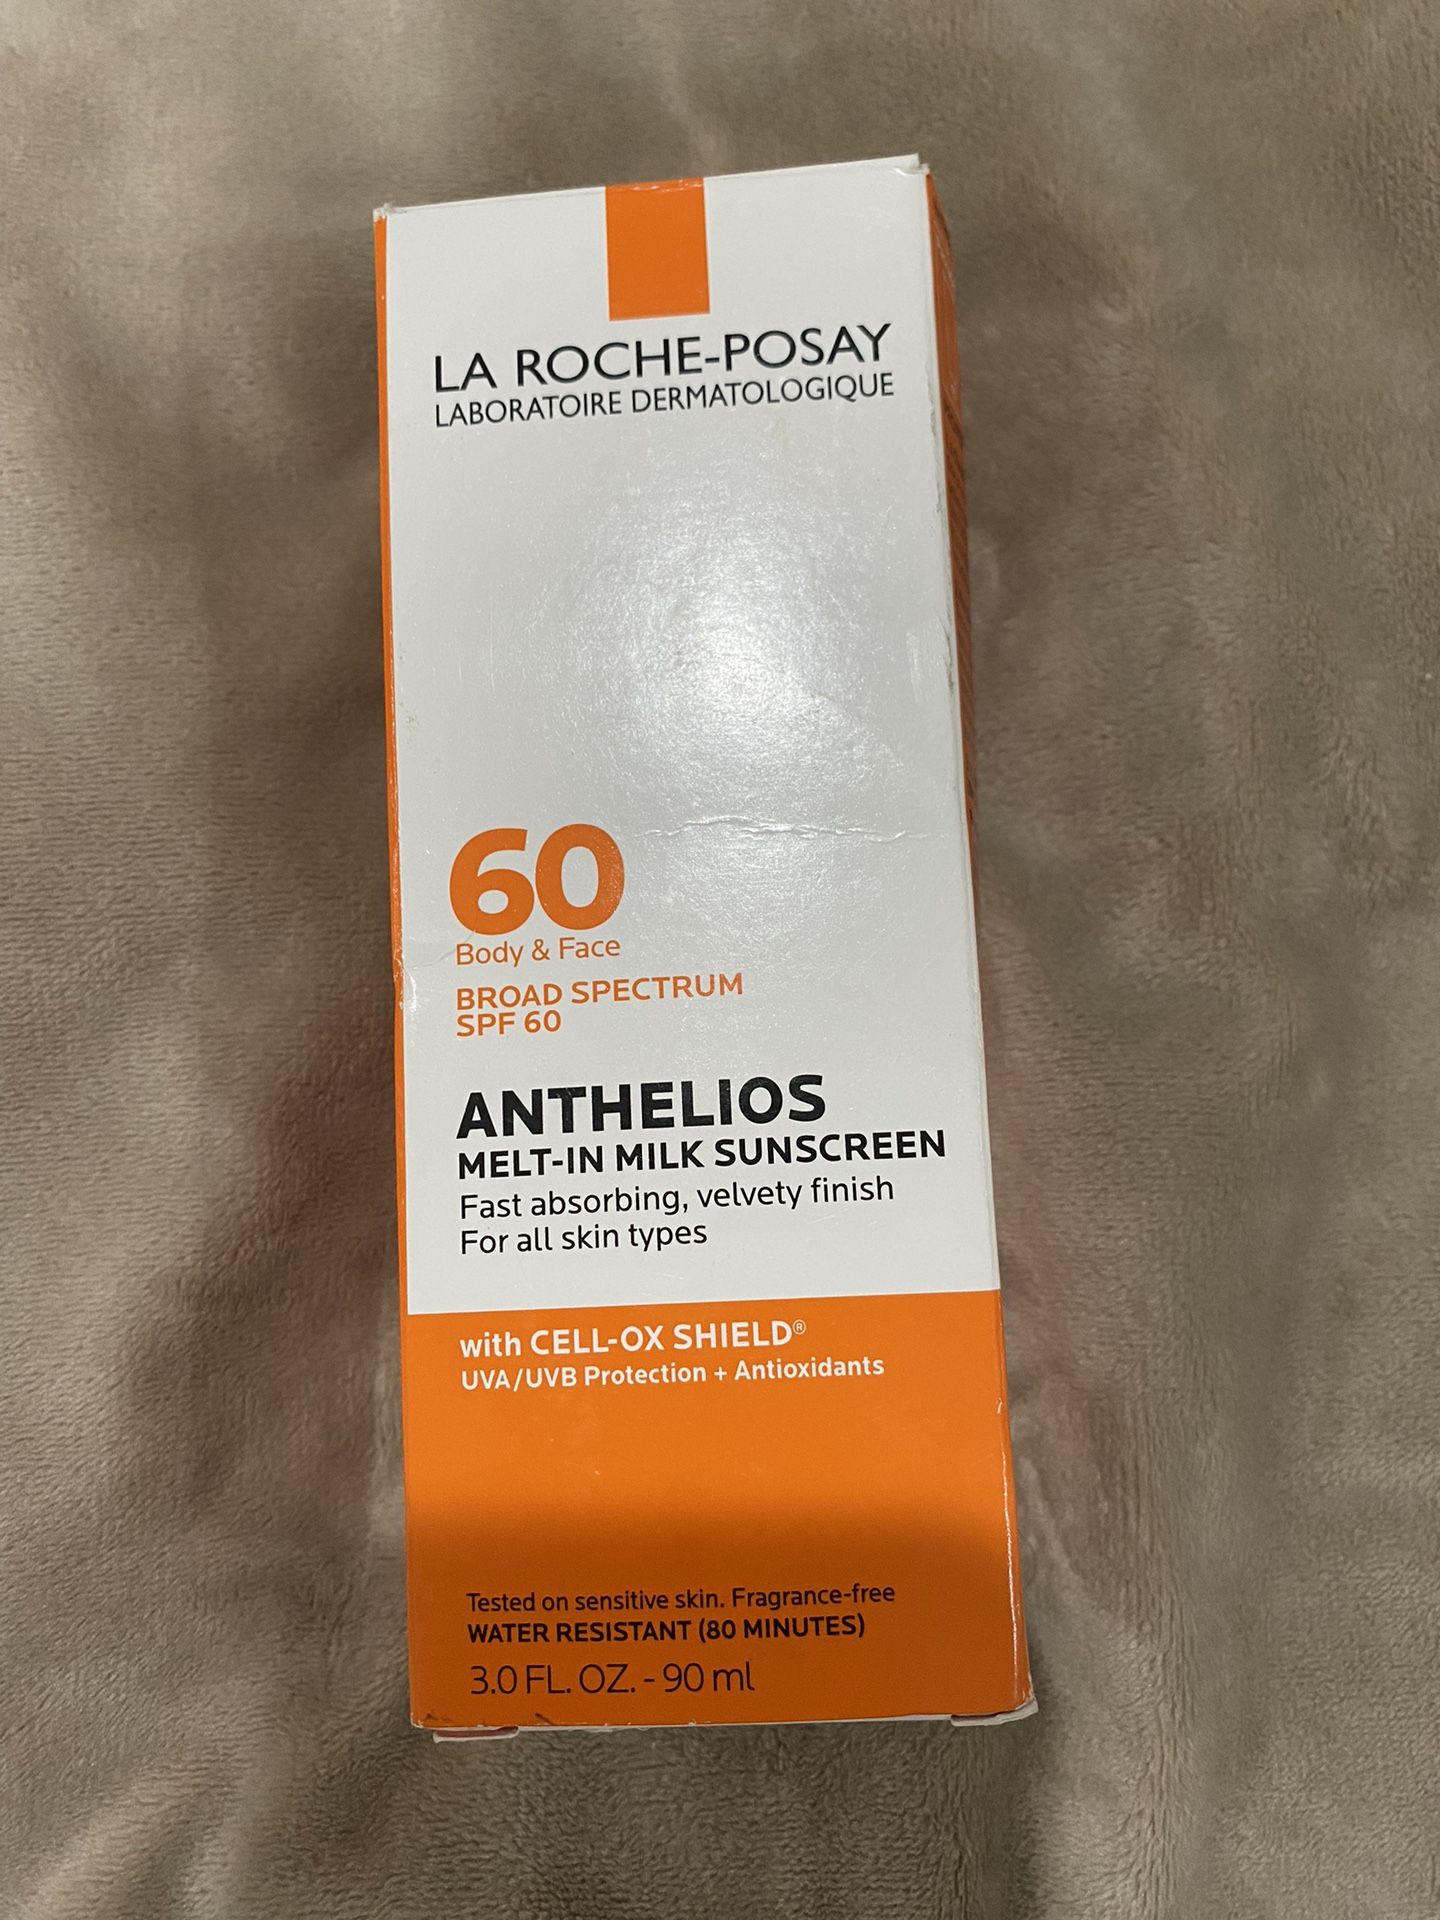 LA ROCHE-POSAY
LABORATOIRE DERMATOLOGIQUE
60
Body & Face
BROAD SPECTRUM
SPF 60
ANTHELIOS
MELT-IN MILK SUNSCREEN
Fast absorbing, velvety finish
For all skin types
with CELL-OX SHIELD®
UVA/UVB Protection + Antioxidants
Tested on sensitive skin. Fragrance-free
WATER RESISTANT (80 MINUTES)
3.0 FL. OZ. - 90 ml